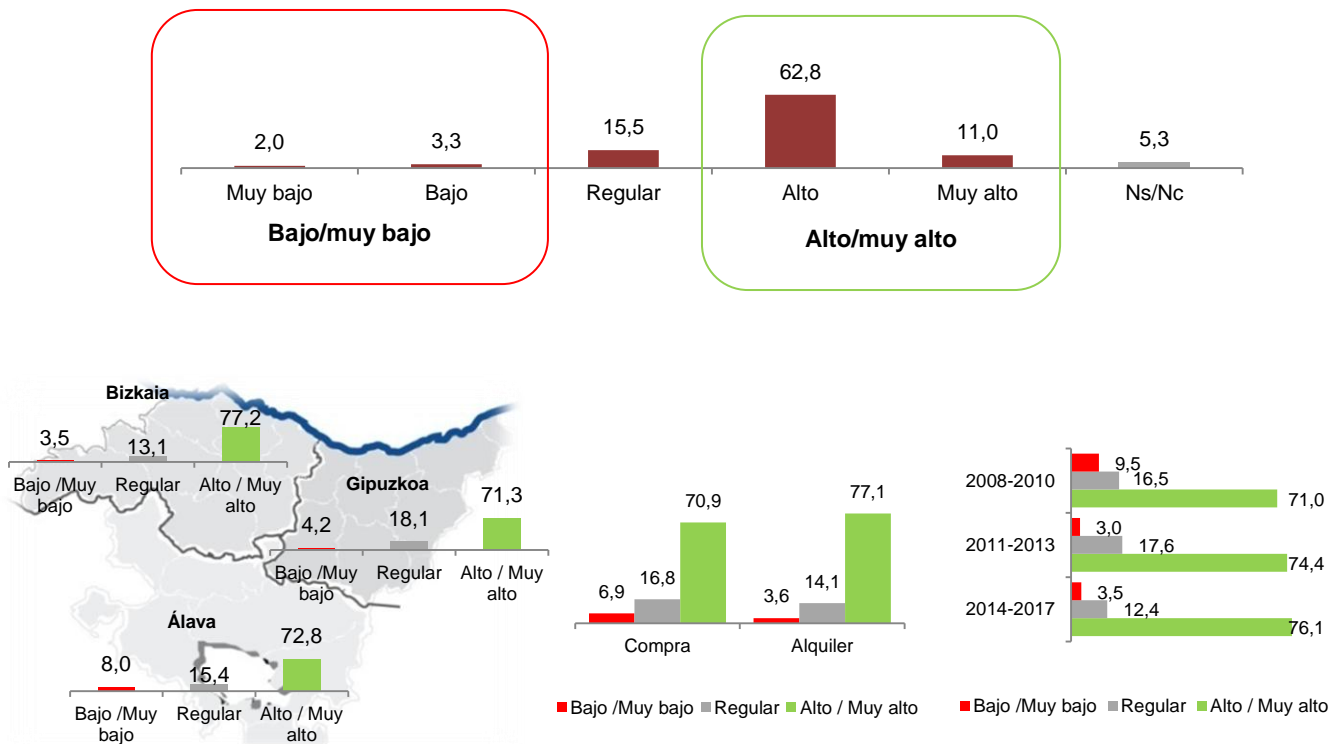 62,8
15,5
11,0
5,3
3,3
2,0
Muy bajo Bajo Regular Alto Muy alto Ns/Nc
Bajo/muy bajo Alto/muy alto
Bizkaia
3,5 13,1 77,2
Bajo /Muy bajo Regular Alto / Muy alto
Gipuzkoa
4,2 18,1 71,3
Bajo /Muy bajo Regular Alto / Muy alto
Álava
8,0 15,4 72,8
Bajo /Muy bajo Regular Alto / Muy alto
6,9 16,8 70,9 3,6 14,1 77,1
Compra Alquiler
Bajo /Muy bajo Regular Alto / Muy alto
2008-2010
9,5
16,5
71,0
2011-2013
3,0
17,6
74,4
2014-2017
3,5
12,4
76,1
Bajo /Muy bajo Regular Alto / Muy alto